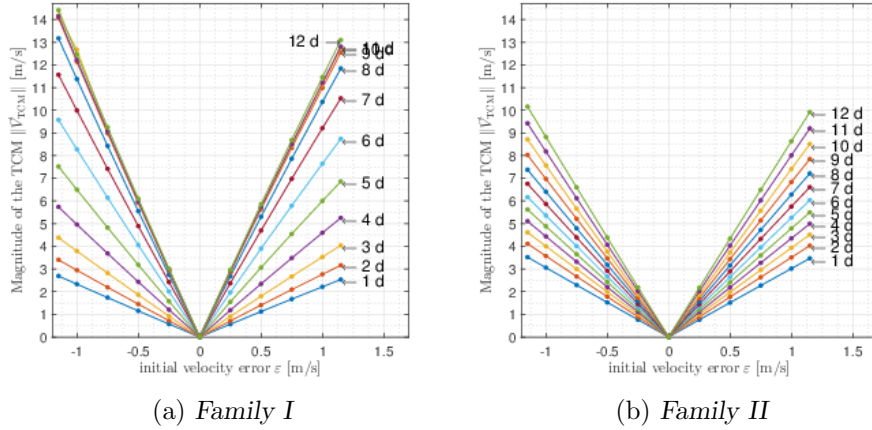 14
13
12
11
10
9
8
7
6
5
4
3
2
1
0
Magnitude of the TCM ||V⃗TCM|| [m/s]
12 d
10 d
9 d
8 d
7 d
6 d
5 d
4 d
3 d
2 d
1 d
-1 -0.5 0 0.5 1 1.5
initial velocity error ε [m/s]
(a) Family I
14
13
12
11
10
9
8
7
6
5
4
3
2
1
0
Magnitude of the TCM ||V⃗TCM|| [m/s]
12 d
11 d
10 d
9 d
8 d
7 d
6 d
5 d
4 d
3 d
2 d
1 d
-1 -0.5 0 0.5 1 1.5
initial velocity error ε [m/s]
(b) Family II